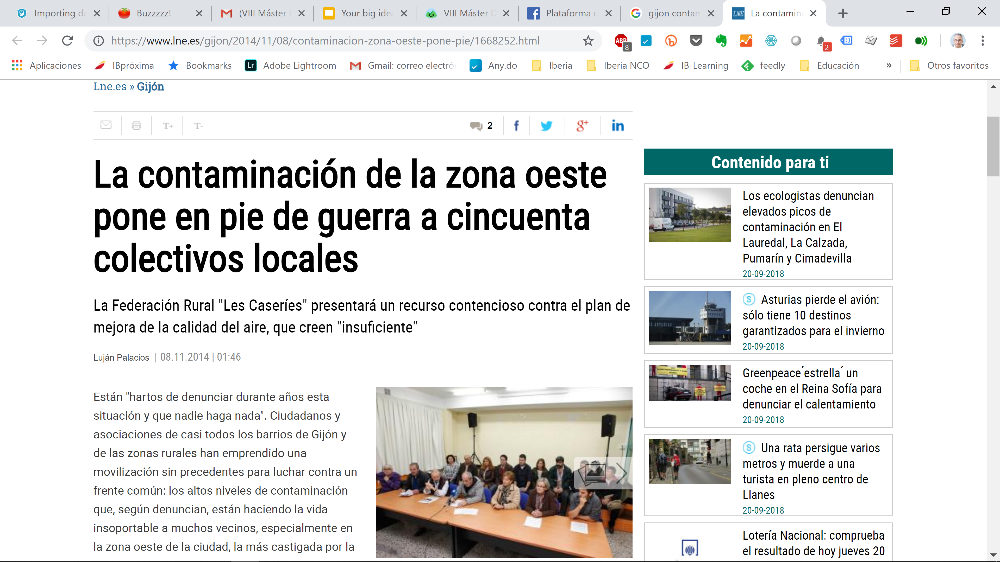 Importing da
Buzzzzz!
(VIII Máster D
Your big idea
VIII Máster D
Plataforma c
gijon contam
LNE
La contamina
https://www.lne.es/gijon/2014/11/08/contaminacion-zona-oeste-pone-pie/1668252.html
ABP
8
2
Aplicaciones
IBpróxima
Bookmarks
Lr
Adobe Lightroom
Gmail: correo electrón
Any.do
Iberia
Iberia NCO
IB-Learning
feedly
Educación
»
Otros favoritos
Lne.es » Gijón
T+
T-
2
f
g+
in
La contaminación de la zona oeste
pone en pie de guerra a cincuenta
colectivos locales
La Federación Rural "Les Caseríes" presentará un recurso contencioso contra el plan de
mejora de la calidad del aire, que creen "insuficiente"
Luján Palacios | 08.11.2014 | 01:46
Están "hartos de denunciar durante años esta
situación y que nadie haga nada". Ciudadanos y
asociaciones de casi todos los barrios de Gijón y
de las zonas rurales han emprendido una
movilización sin precedentes para luchar contra un
frente común: los altos niveles de contaminación
que, según denuncian, están haciendo la vida
insoportable a muchos vecinos, especialmente en
la zona oeste de la ciudad, la más castigada por la
Contenido para ti
Los ecologistas denuncian
elevados picos de
contaminación en El
Lauredal, La Calzada,
Pumarín y Cimadevilla
20-09-2018
DE ASTURIAS
S Asturias pierde el avión:
sólo tiene 10 destinos
garantizados para el invierno
20-09-2018
Greenpeace ́estrella ́ un
coche en el Reina Sofía para
denunciar el calentamiento
20-09-2018
S Una rata persigue varios
metros y muerde a una
turista en pleno centro de
Llanes
20-09-2018
Lotería Nacional: comprueba
el resultado de hoy jueves 20